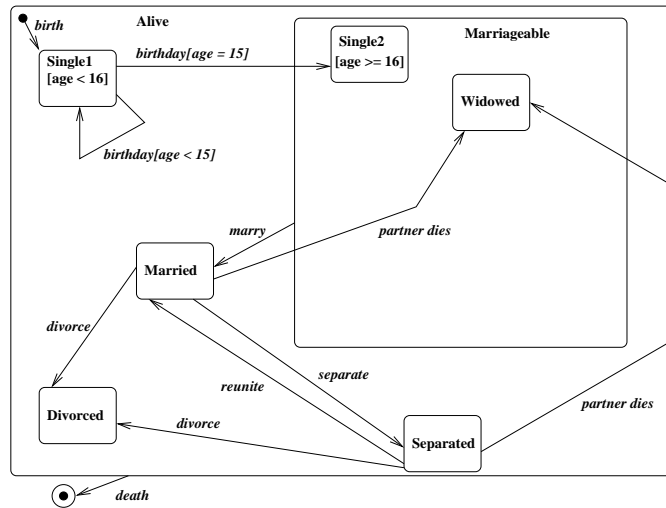 birth
Alive
Marriageable
Single1
[age < 16]
birthday[age = 15]
Single2
[age >= 16]
Widowed
birthday[age < 15]
marry
partner dies
Married
divorce
separate
reunite
partner dies
Divorced
divorce
Separated
death